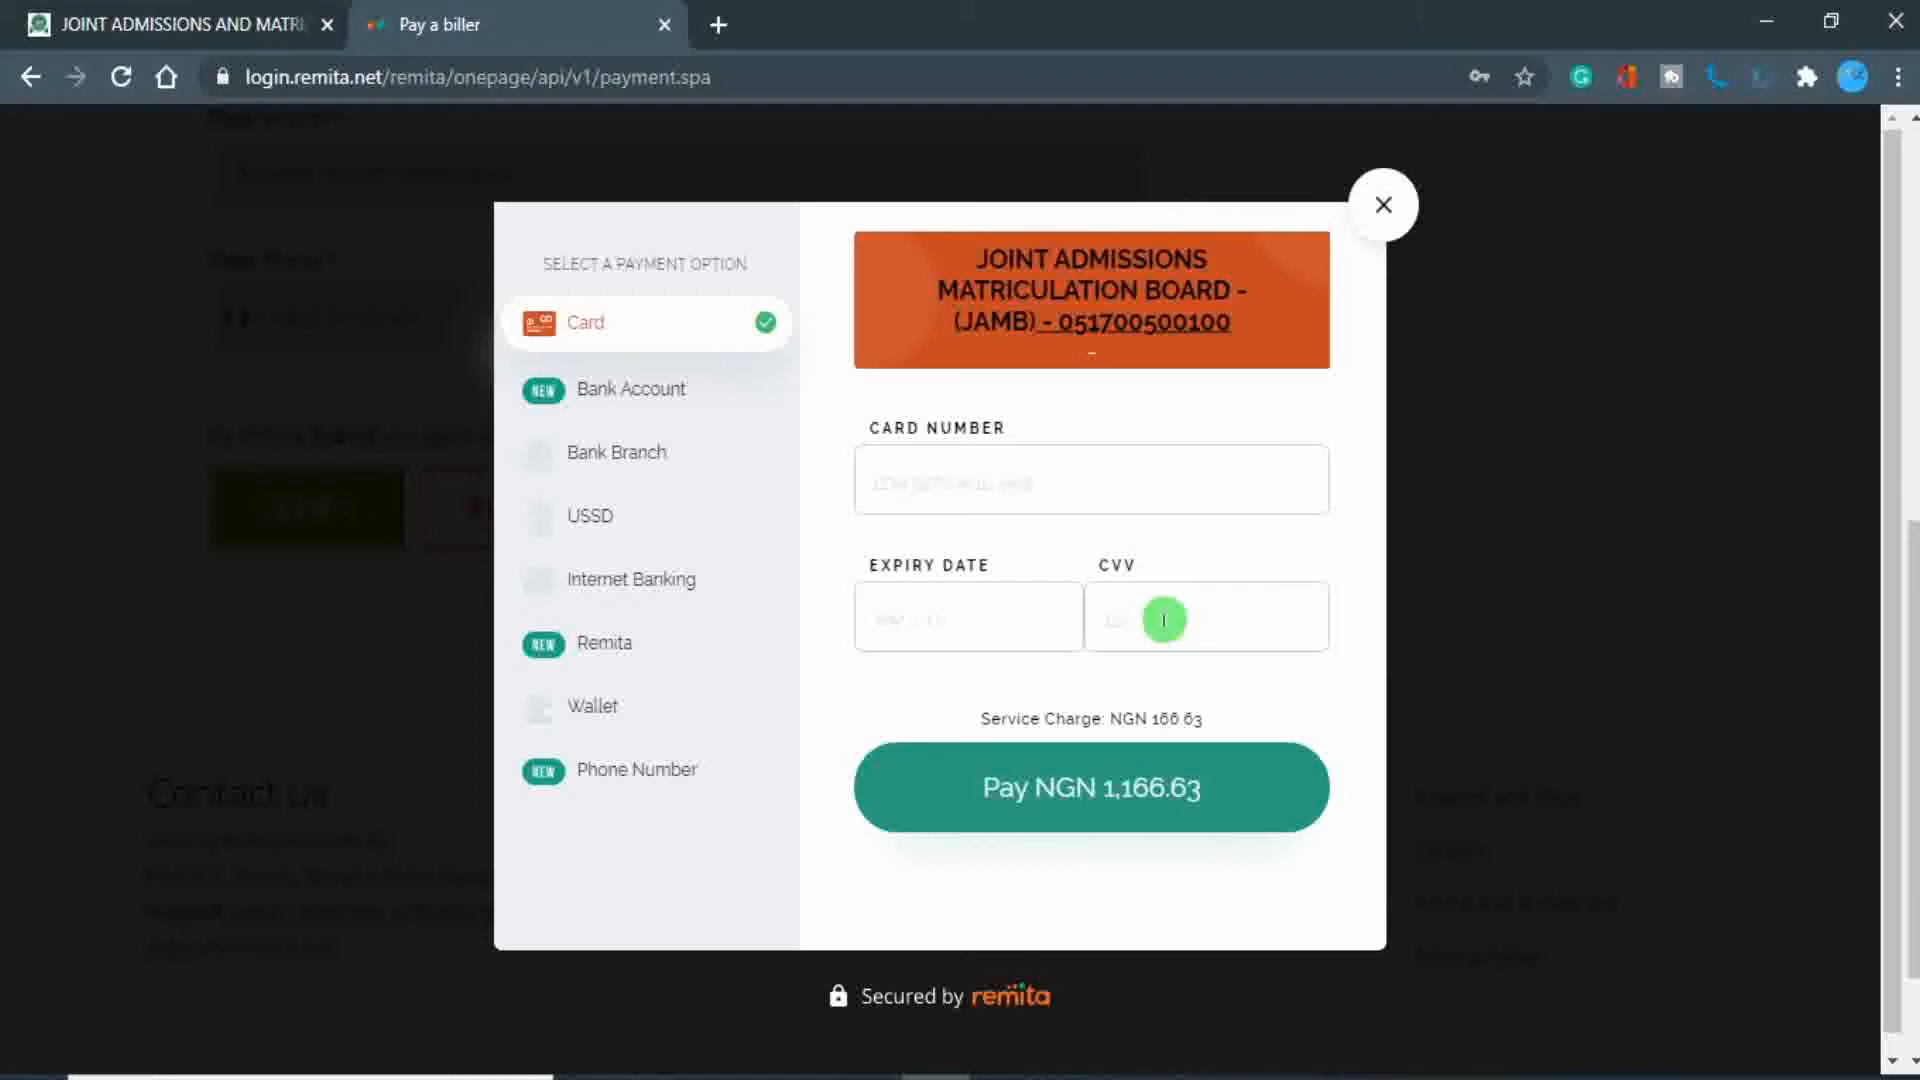 JOINT ADMISSIONS AND MATRI
Pay a biller
login.remita.net/remita/onepage/api/v1/payment.spa
SELECT A PAYMENT OPTION
Card
NEW Bank Account
Bank Branch
USSD
Internet Banking
NEW Remita
Wallet
NEW Phone Number
JOINT ADMISSIONS
MATRICULATION BOARD -
(JAMB) - 051700500100
-
CARD NUMBER
EXPIRY DATE CVV
Service Charge: NGN 166 63
Pay NGN 1,166.63
Contact us
Secured by remita